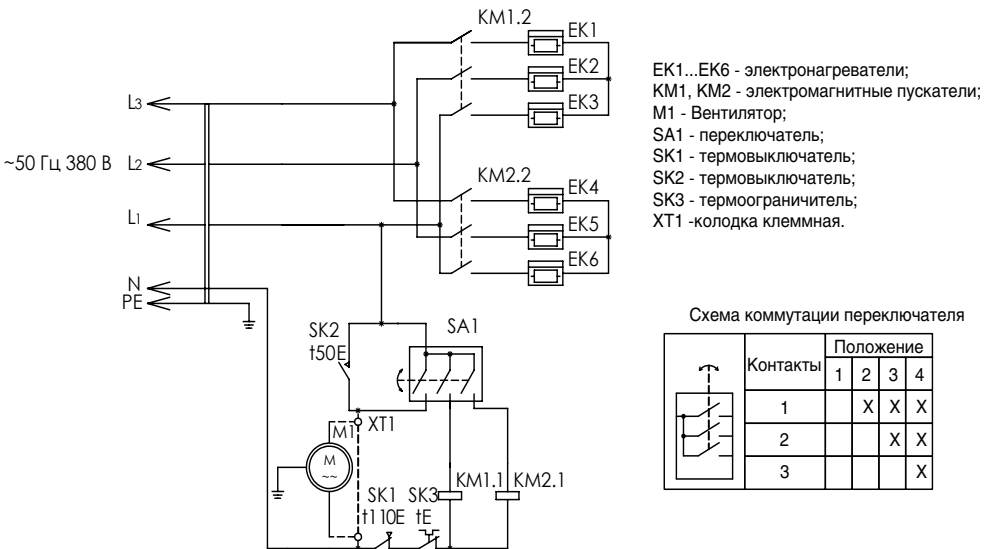 KM1.2
EK1
EK2
EK3
L3
~50 Гц 380 В L2
KM2.2
EK4
L1
EK5
EK6
N
PE
SK2
t50E
SA1
M1
XT1
M
~~
SK1
t110E
SK3
tE
KM1.1
KM2.1
EK1...EK6 - электронагреватели;
KM1, KM2 - электромагнитные пускатели;
M1 - Вентилятор;
SA1 - переключатель;
SK1 - термовыключатель;
SK2 - термовыключатель;
SK3 - термоограничитель;
XT1 -колодка клеммная.
Схема коммутации переключателя
Контакты Положение
1 2 3 4
1 X X X
2 X X
3 X